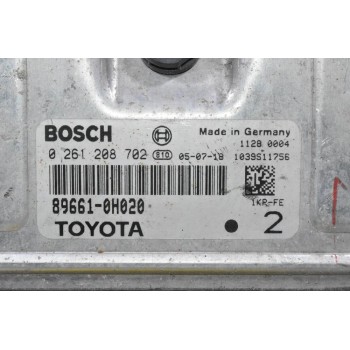 BOSCH Made in Germany
1128 0004
0 261 208 702 E10 05-07-18 1039S11756
89661-0H020 1KR-FE
TOYOTA 2